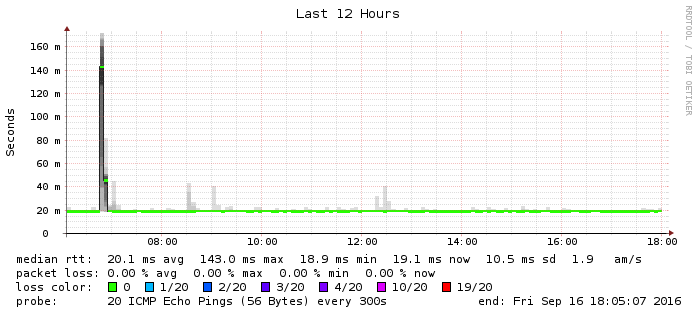 Last 12 Hours
RRDTOOL / TOBI OETIKER
Seconds
160 m
140 m
120 m
100 m
80 m
60 m
40 m
20 m
0
08:00 10:00 12:00 14:00 16:00 18:00
median rtt: 20.1 ms avg 143.0 ms max 18.9 ms min 19.1 ms now 10.5 ms sd 1.9 am/s
packet loss: 0.00 % avg 0.00 % max 0.00 % min 0.00 % now
loss color: 0 1/20 2/20 3/20 4/20 10/20 19/20
probe: 20 ICMP Echo Pings (56 Bytes) every 300s end: Fri Sep 16 18:05:07 2016